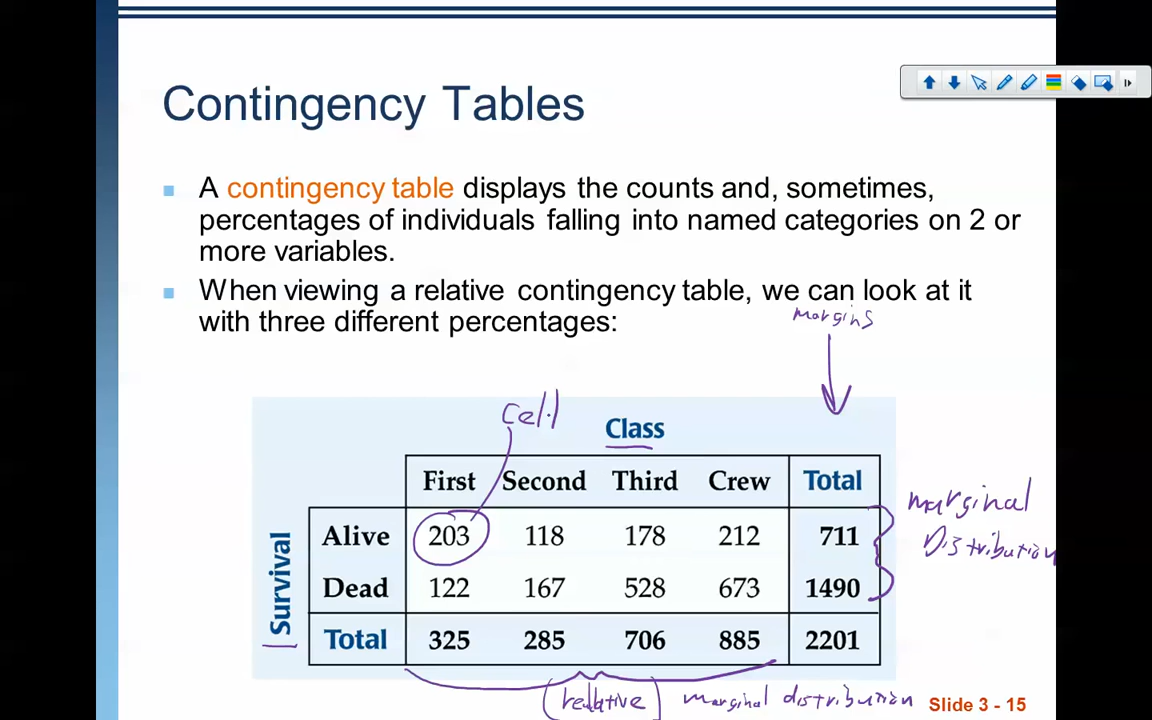 Contingency Tables
A contingency table displays the counts and, sometimes,
percentages of individuals falling into named categories on 2 or
more variables.
When viewing a relative contingency table, we can look at it
with three different percentages:
margins
cell
Class
First Second Third Crew Total
marginal
Distribution
Survival
Alive 203 118 178 212 711
Dead 122 167 528 673 1490
Total 325 285 706 885 2201
(relative) marginal distribution
Slide 3 - 15